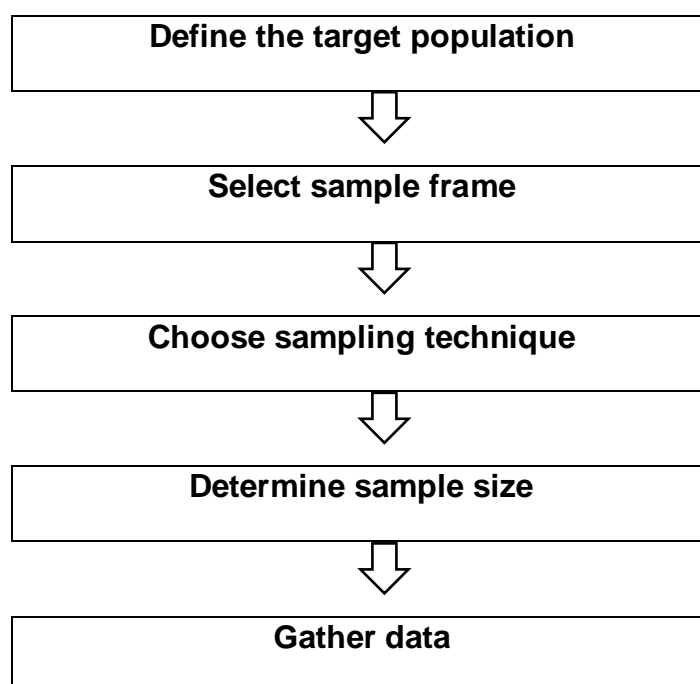 Define the target population
Select sample frame
Choose sampling technique
Determine sample size
Gather data